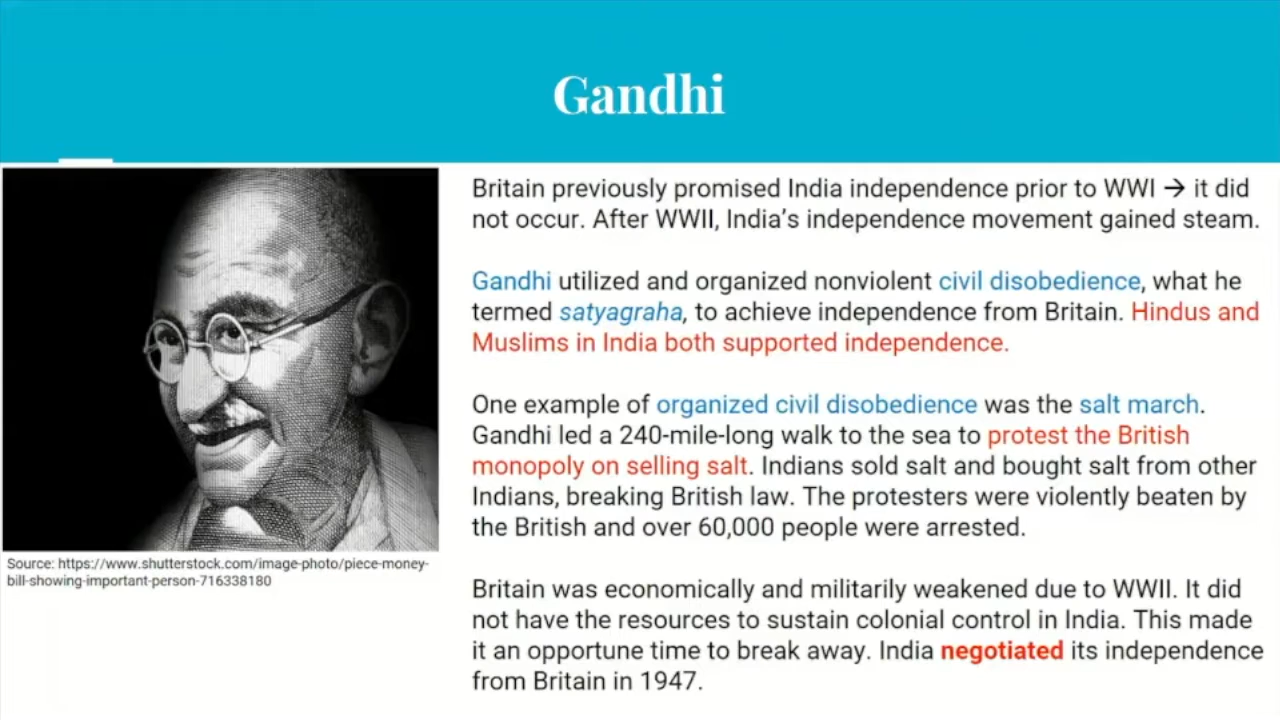 Gandhi
Britain previously promised India independence prior to WWI → it did
not occur. After WWII, India's independence movement gained steam.
Gandhi utilized and organized nonviolent civil disobedience, what he
termed satyagraha, to achieve independence from Britain. Hindus and
Muslims in India both supported independence.
One example of organized civil disobedience was the salt march.
Gandhi led a 240-mile-long walk to the sea to protest the British
monopoly on selling salt. Indians sold salt and bought salt from other
Indians, breaking British law. The protesters were violently beaten by
the British and over 60,000 people were arrested.
Britain was economically and militarily weakened due to WWII. It did
not have the resources to sustain colonial control in India. This made
it an opportune time to break away. India negotiated its independence
from Britain in 1947.
Source: https://www.shutterstock.com/image-photo/piece-money-
bill-showing-important-person-716338180